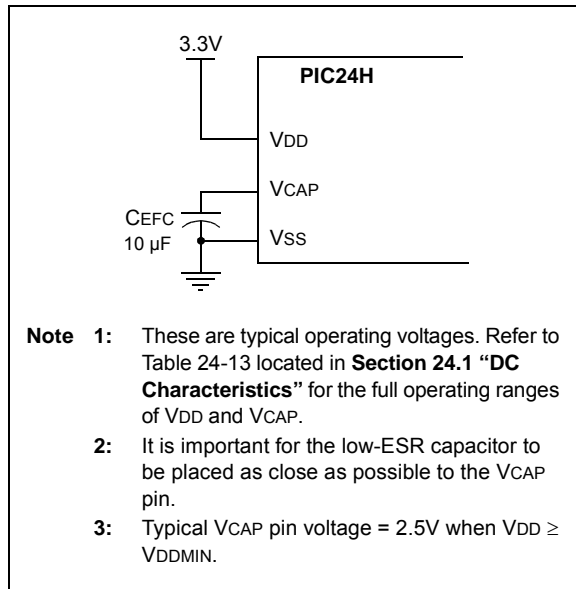 3.3V
PIC24H
VDD
VCAP
CEFC
10 µF
VSS
Note 1: These are typical operating voltages. Refer to
Table 24-13 located in Section 24.1 “DC
Characteristics” for the full operating ranges
of VDD and VCAP.
2: It is important for the low-ESR capacitor to
be placed as close as possible to the VCAP
pin.
3: Typical VCAP pin voltage = 2.5V when VDD ≥
VDDMIN.